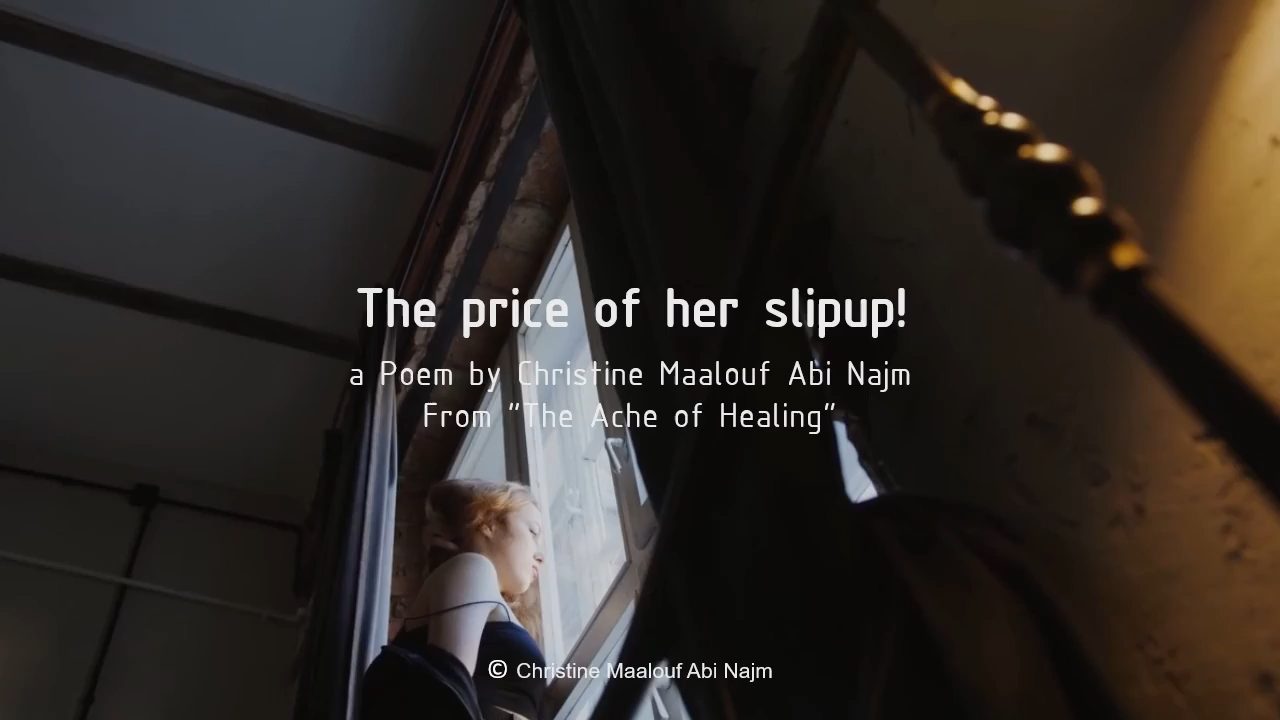 The price of her slipup!
a Poem by Christine Maalouf Abi Najm
From "The Ache of Healing"
© Christine Maalouf Abi Najm